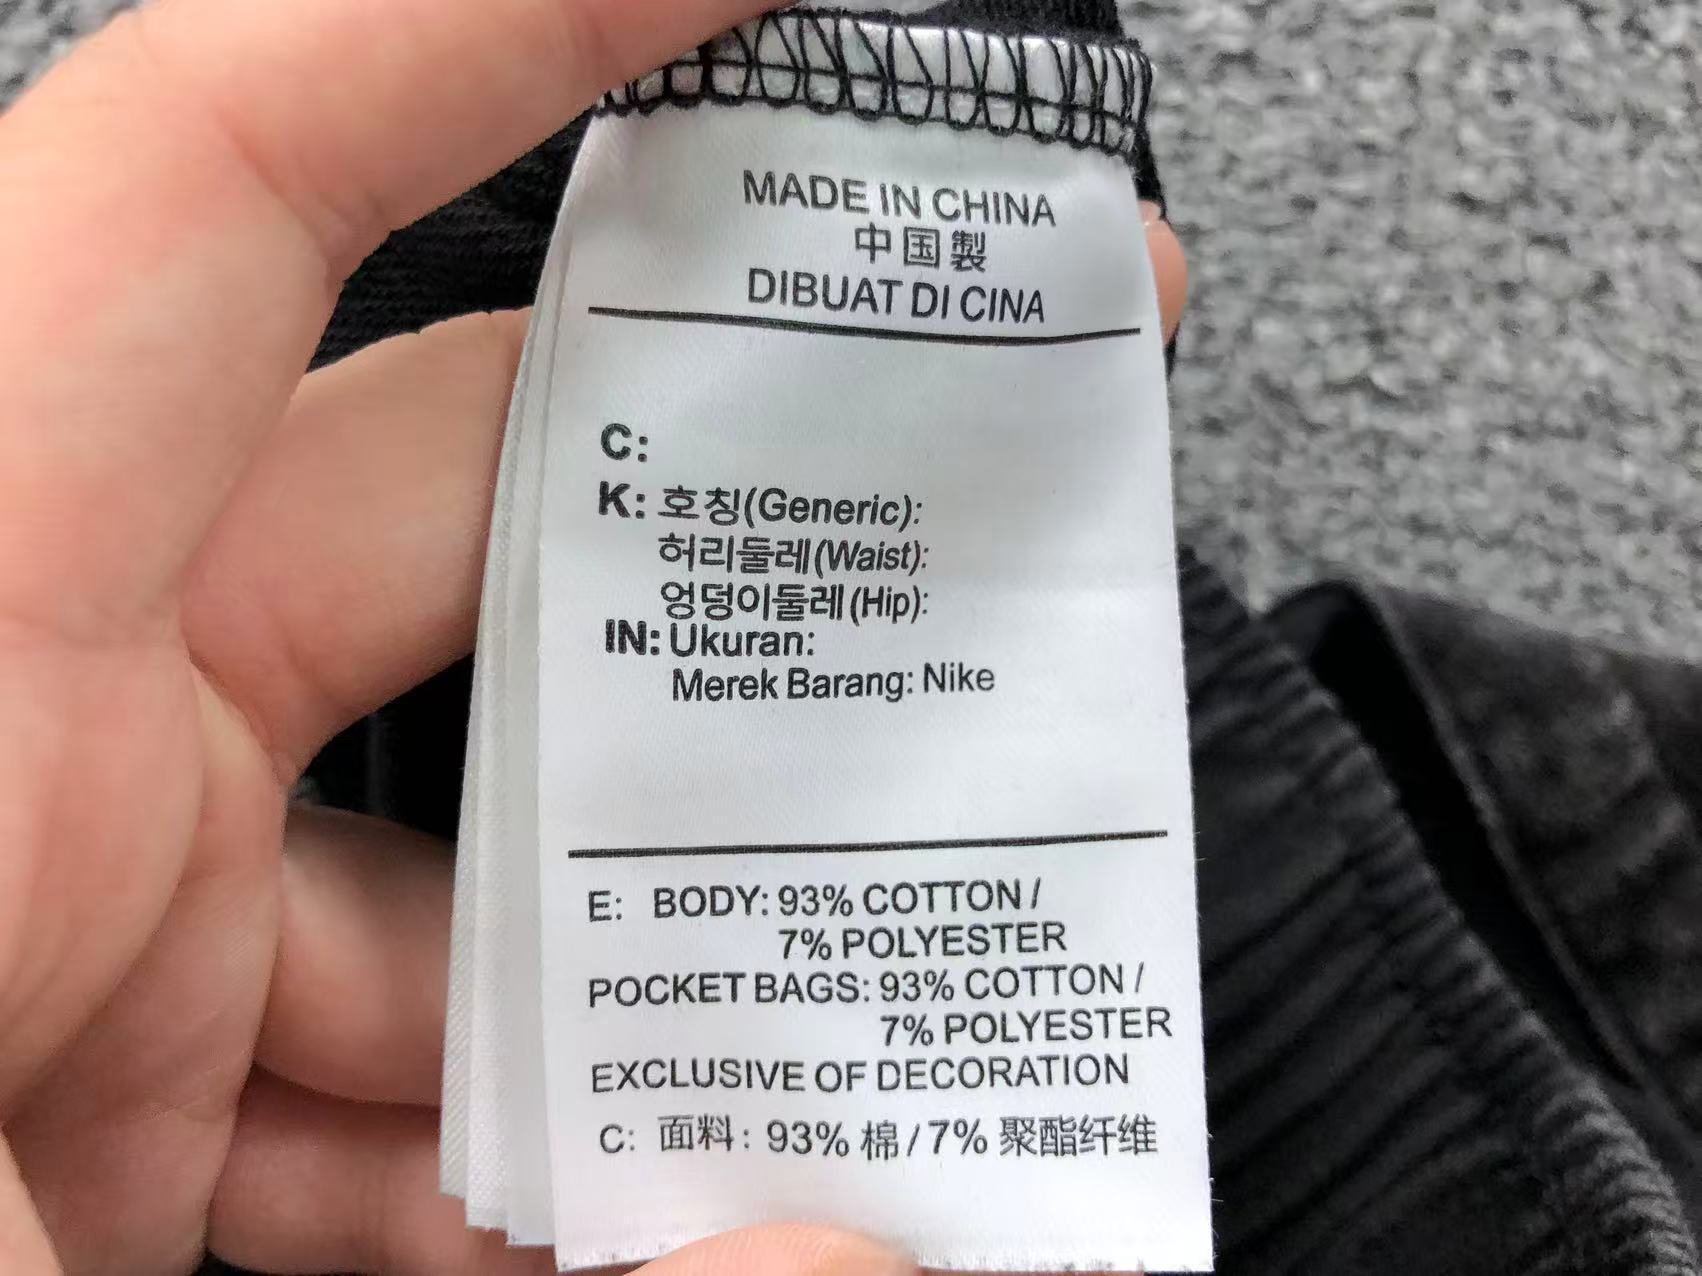 MADE IN CHINA
中国製
DIBUAT DI CINA
C:
K: 호칭(Generic):
허리둘레(Waist):
엉덩이둘레(Hip):
IN: Ukuran:
Merek Barang: Nike
E: BODY: 93% COTTON /
7% POLYESTER
POCKET BAGS: 93% COTTON /
7% POLYESTER
EXCLUSIVE OF DECORATION
C: 面料: 93% 棉 / 7% 聚酯纤维